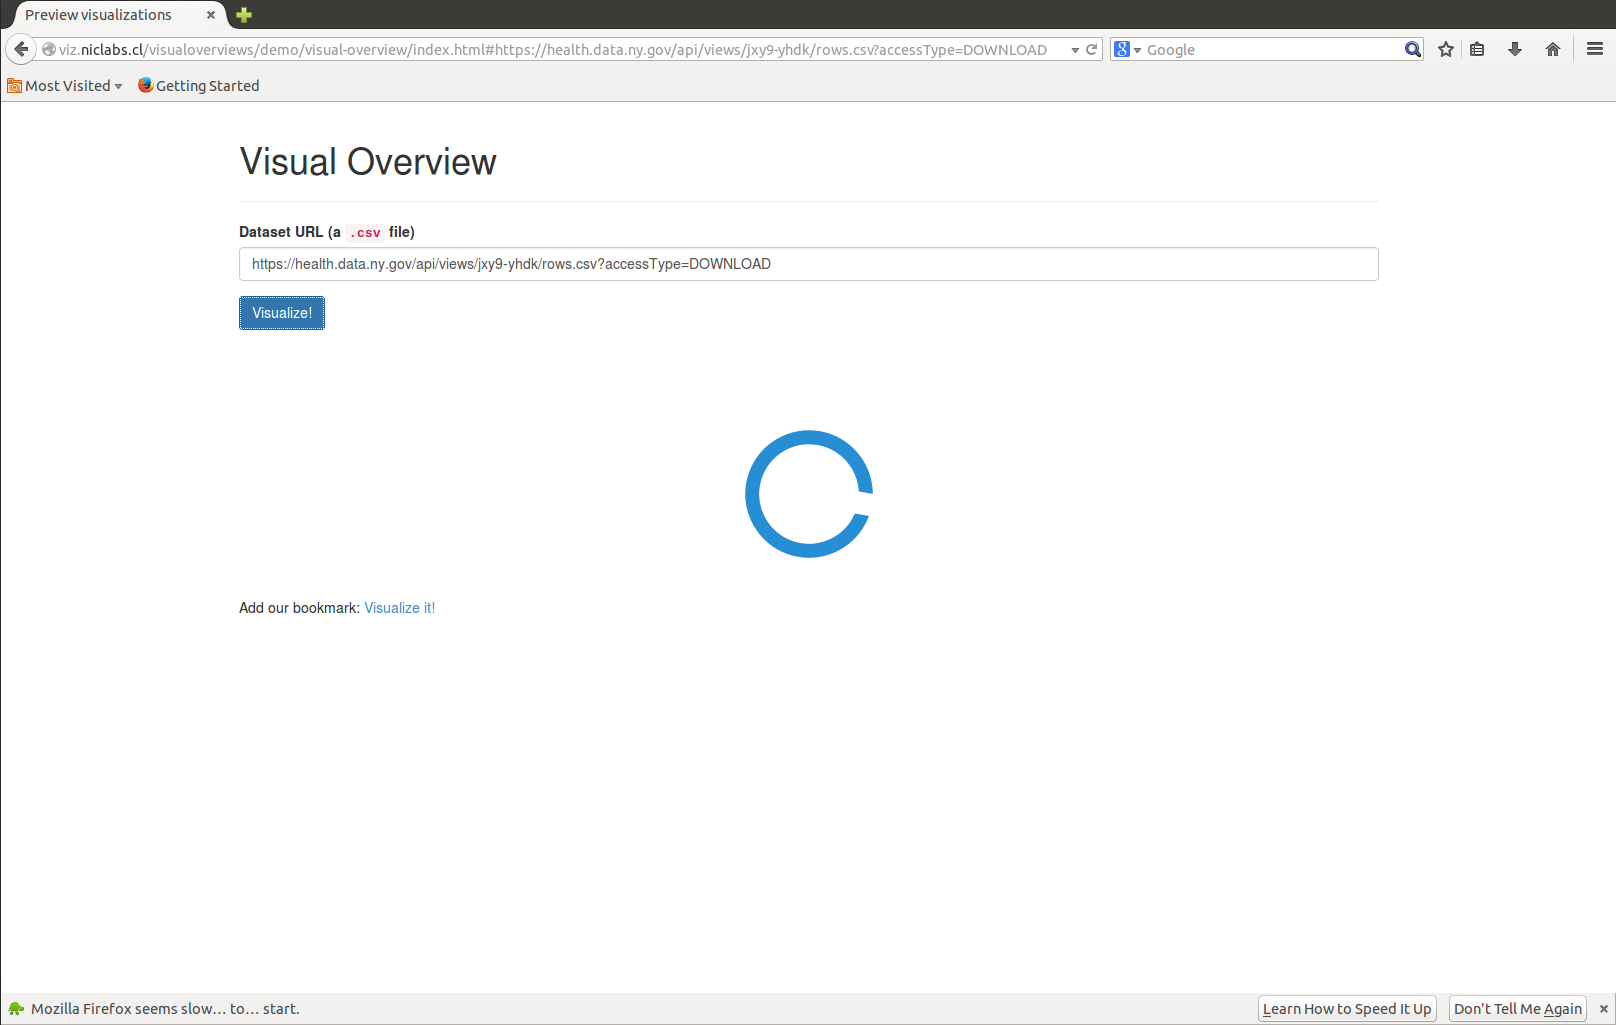 Preview visualizations
viz.niclabs.cl/visualoverviews/demo/visual-overview/index.html#https://health.data.ny.gov/api/views/jxy9-yhdk/rows.csv?accessType=DOWNLOAD
8 Google
Most Visited Getting Started
Visual Overview
Dataset URL (a .csv file)
https://health.data.ny.gov/api/views/jxy9-yhdk/rows.csv?accessType=DOWNLOAD
Visualize!
Add our bookmark: Visualize it!
Mozilla Firefox seems slow... to... start.
Learn How to Speed It Up Don't Tell Me Again